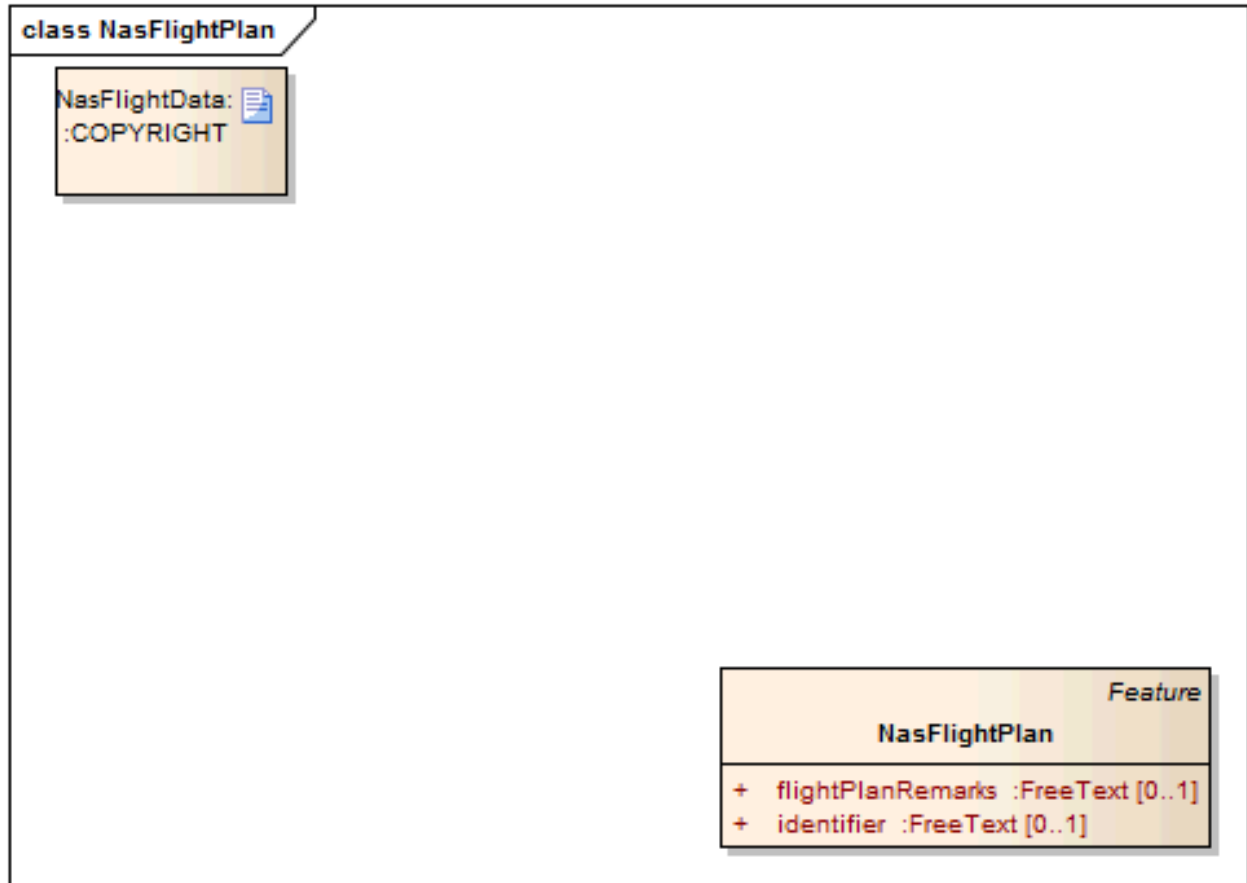 class NasFlightPlan
NasFlightData:
:COPYRIGHT
Feature
NasFlightPlan
+ flightPlanRemarks :FreeText [0..1]
+ identifier :FreeText [0..1]